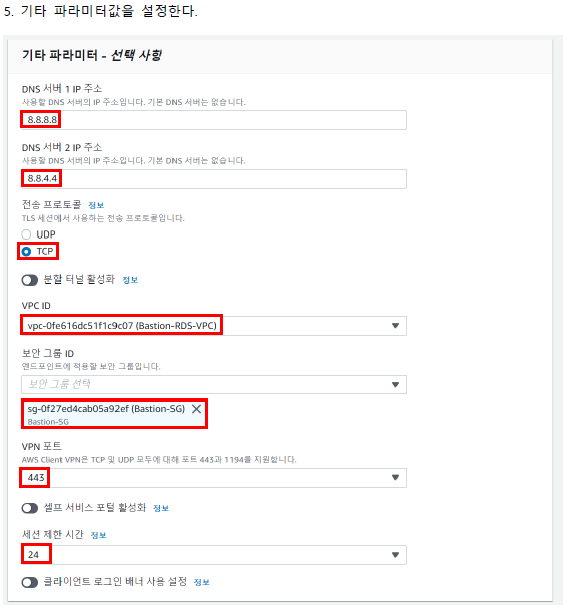 5. 기타 파라미터값을 설정한다.
기타 파라미터 - 선택 사항
DNS 서버 1 IP 주소
사용할 DNS 서버의 IP 주소입니다. 기본 DNS 서버는 없습니다.
8.8.8.8
DNS 서버 2 IP 주소
사용할 DNS 서버의 IP 주소입니다. 기본 DNS 서버는 없습니다.
8.8.4.4
전송 프로토콜 정보
TLS 세션에서 사용하는 전송 프로토콜입니다.
UDP
TCP
분할 터널 활성화 정보
VPC ID
vpc-0fe616dc51f1c9c07 (Bastion-RDS-VPC)
보안 그룹 ID
엔드포인트에 적용할 보안 그룹입니다.
보안 그룹 선택
sg-0f27ed4cab05a92ef (Bastion-SG)
Bastion-SG
VPN 포트
AWS Client VPN은 TCP 및 UDP 모두에 대해 포트 443과 1194를 지원합니다.
443
셀프 서비스 포털 활성화 정보
세션 제한 시간 정보
24
클라이언트 로그인 배너 사용 설정 정보